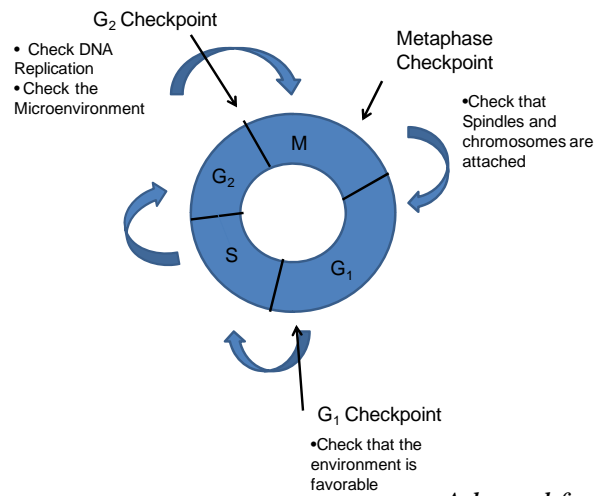 G₂ Checkpoint
• Check DNA
Replication
•Check the
Microenvironment
Metaphase
Checkpoint
•Check that
Spindles and
chromosomes are
attached
M
G₂
S
G₁
G₁ Checkpoint
•Check that the
environment is
favorable